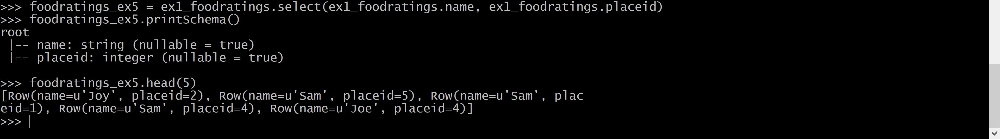 >>> foodratings_ex5 = ex1_foodratings.select(ex1_foodratings.name, ex1_foodratings.placeid)
>>> foodratings_ex5.printSchema()
root
 |-- name: string (nullable = true)
 |-- placeid: integer (nullable = true)
>>> foodratings_ex5.head(5)
[Row(name=u'Joy', placeid=2), Row(name=u'Sam', placeid=5), Row(name=u'Sam', plac
eid=1), Row(name=u'Sam', placeid=4), Row(name=u'Joe', placeid=4)]
>>>